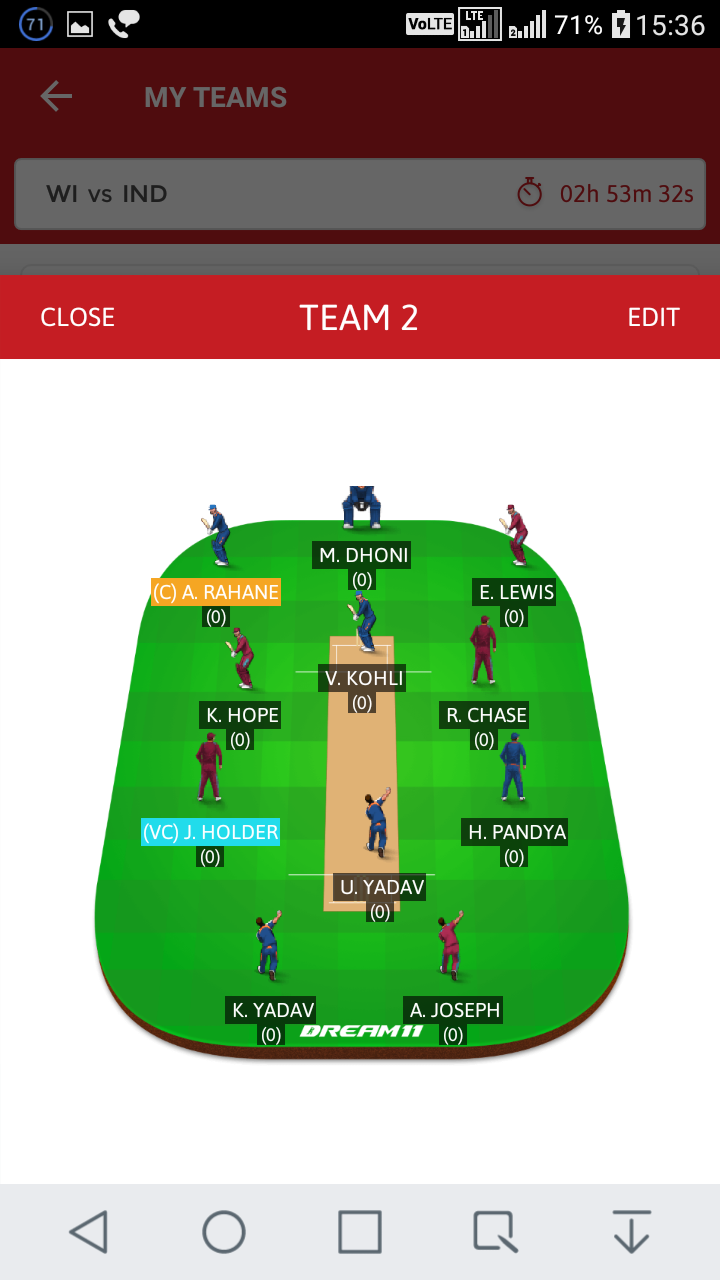 71 VoLTE LTE 1 2 71% 15:36
MY TEAMS
WI vs IND 02h 53m 32s
CLOSE TEAM 2 EDIT
M. DHONI
(0)
(C) A. RAHANE
(0)
E. LEWIS
(0)
V. KOHLI
(0)
K. HOPE
(0)
R. CHASE
(0)
(VC) J. HOLDER
(0)
H. PANDYA
(0)
U. YADAV
(0)
K. YADAV
(0)
A. JOSEPH
(0)
DREAM11